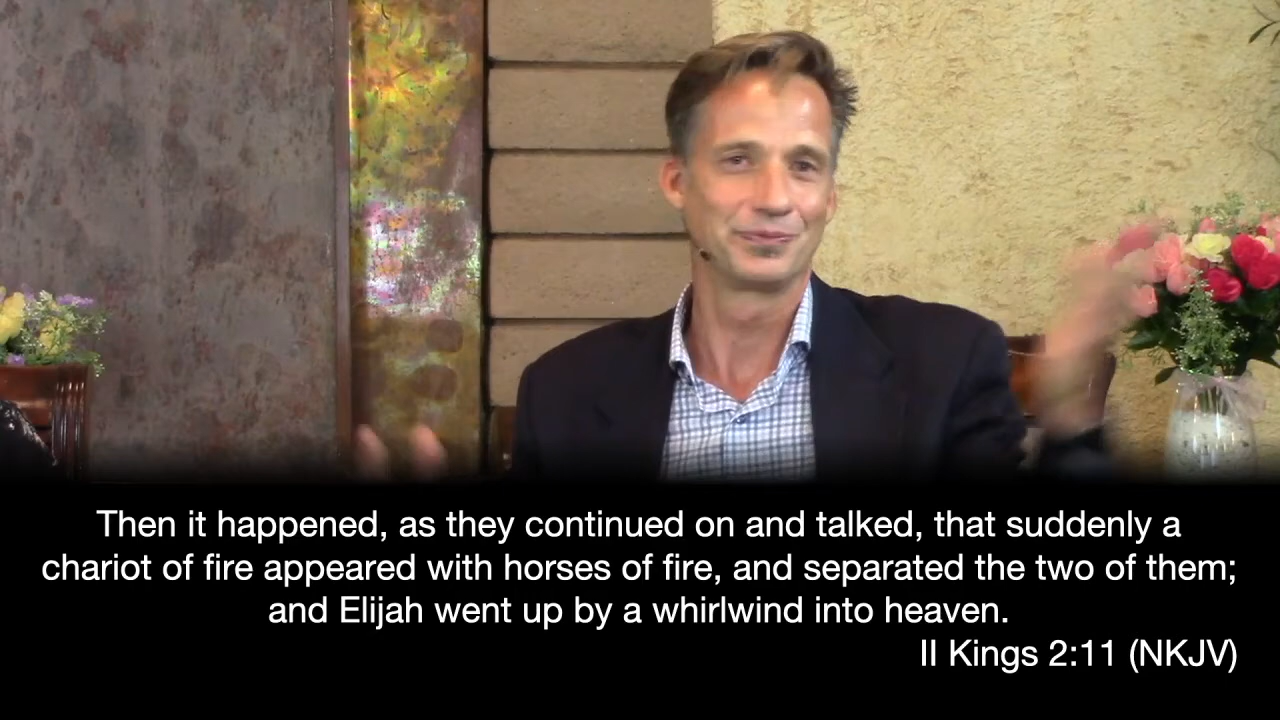 Then it happened, as they continued on and talked, that suddenly a
chariot of fire appeared with horses of fire, and separated the two of them;
and Elijah went up by a whirlwind into heaven.
II Kings 2:11 (NKJV)